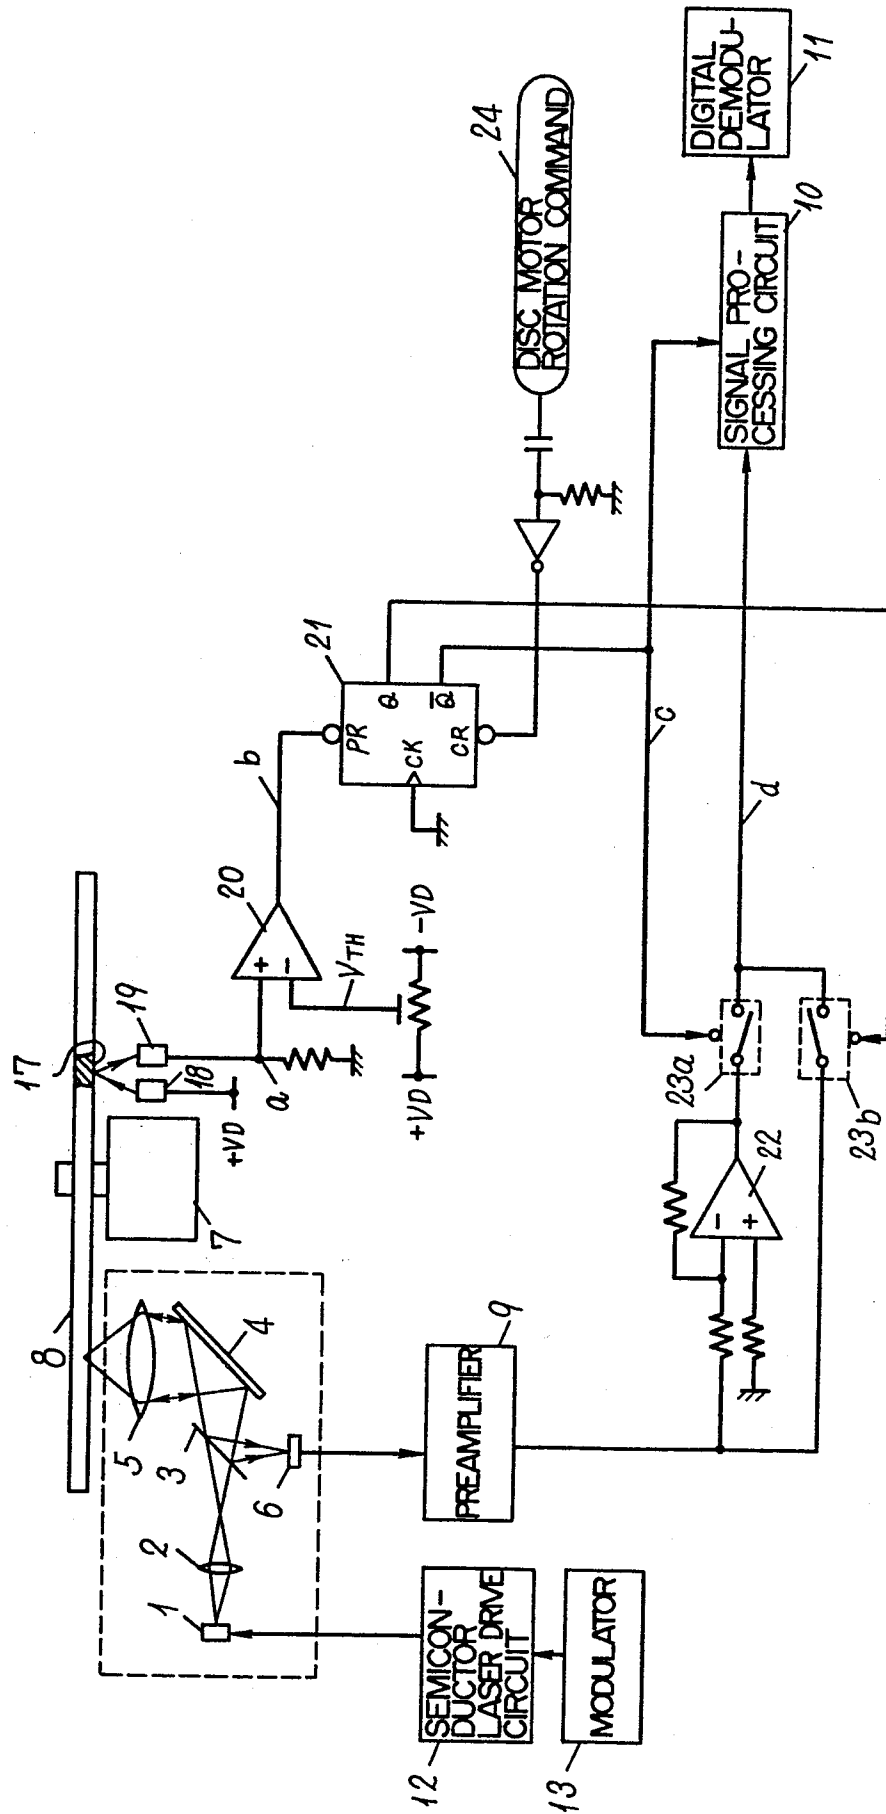 8
17
5
4
3
6
2
1
7
18
19
+VD
a
20
+
-
b
VTH
+VD
-VD
21
PR
CK
CR
Q
Q̅
24
DISC MOTOR
ROTATION COMMAND
SEMICON-
DUCTOR
LASER DRIVE
CIRCUIT
12
MODULATOR
13
PREAMPLIFIER
9
-
+
22
23a
23b
c
d
SIGNAL PRO-
CESSING CIRCUIT
10
DIGITAL
DEMODU-
LATOR
11